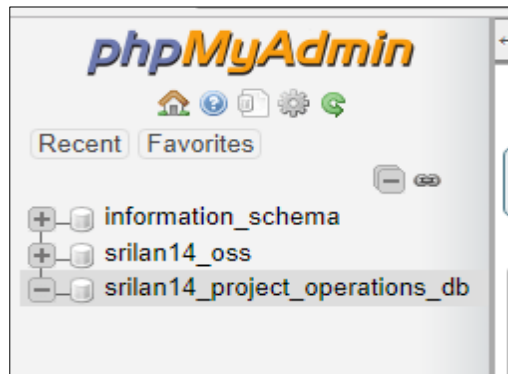 phpMyAdmin
Recent Favorites
information_schema
srilan14_oss
srilan14_project_operations_db